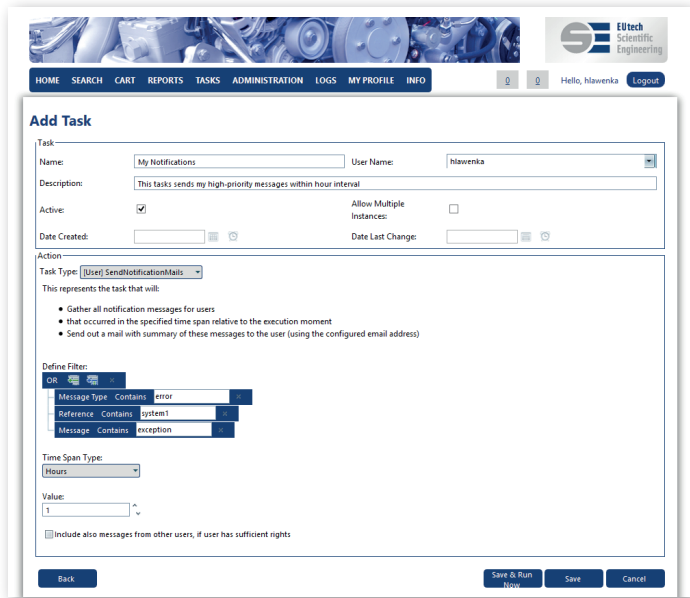 EUtech
Scientific
Engineering
HOME SEARCH CART REPORTS TASKS ADMINISTRATION LOGS MY PROFILE INFO
0 0 Hello, hlawenka Logout
Add Task
Task
Name: My Notifications User Name: hlawenka
Description: This tasks sends my high-priority messages within hour interval
Active: Allow Multiple
Instances:
Date Created: Date Last Change:
Action
Task Type: [User] SendNotificationMails
This represents the task that will:
• Gather all notification messages for users
• that occurred in the specified time span relative to the execution moment
• Send out a mail with summary of these messages to the user (using the configured email address)
Define Filter:
OR
Message Type Contains error
Reference Contains system1
Message Contains exception
Time Span Type:
Hours
Value:
1
Include also messages from other users, if user has sufficient rights
Back Save & Run
Now Save Cancel